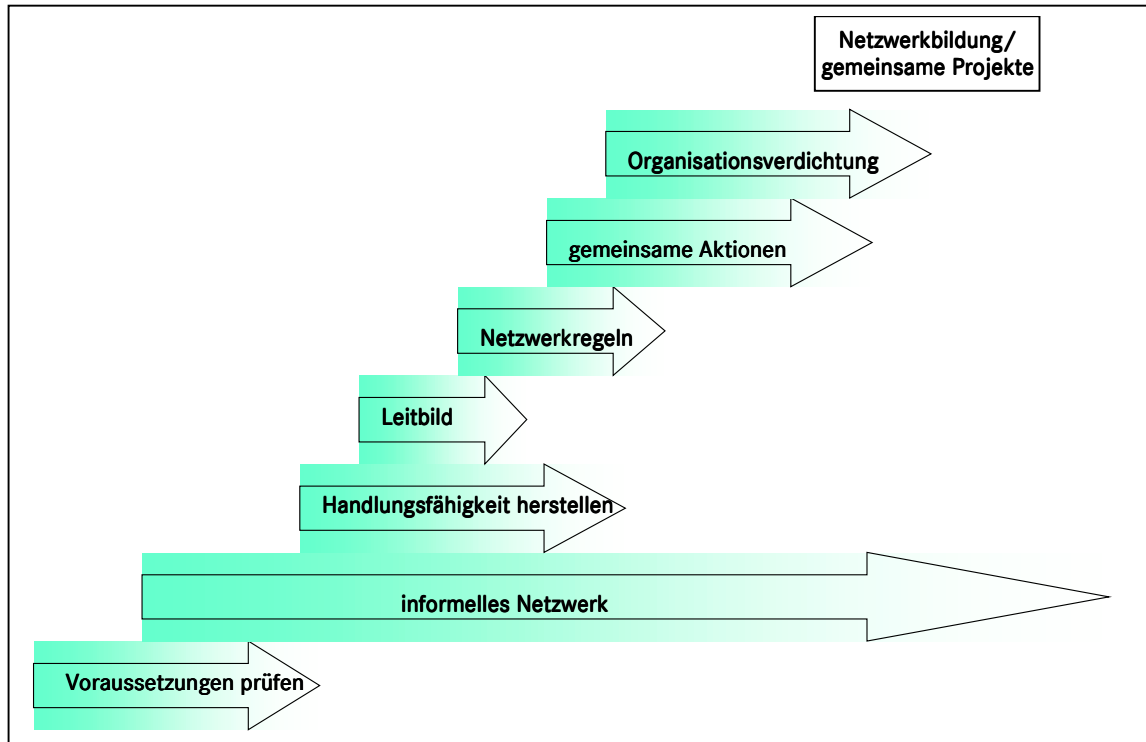 Netzwerkbildung/
gemeinsame Projekte
Organisationsverdichtung
gemeinsame Aktionen
Netzwerkregeln
Leitbild
Handlungsfähigkeit herstellen
informelles Netzwerk
Voraussetzungen prüfen